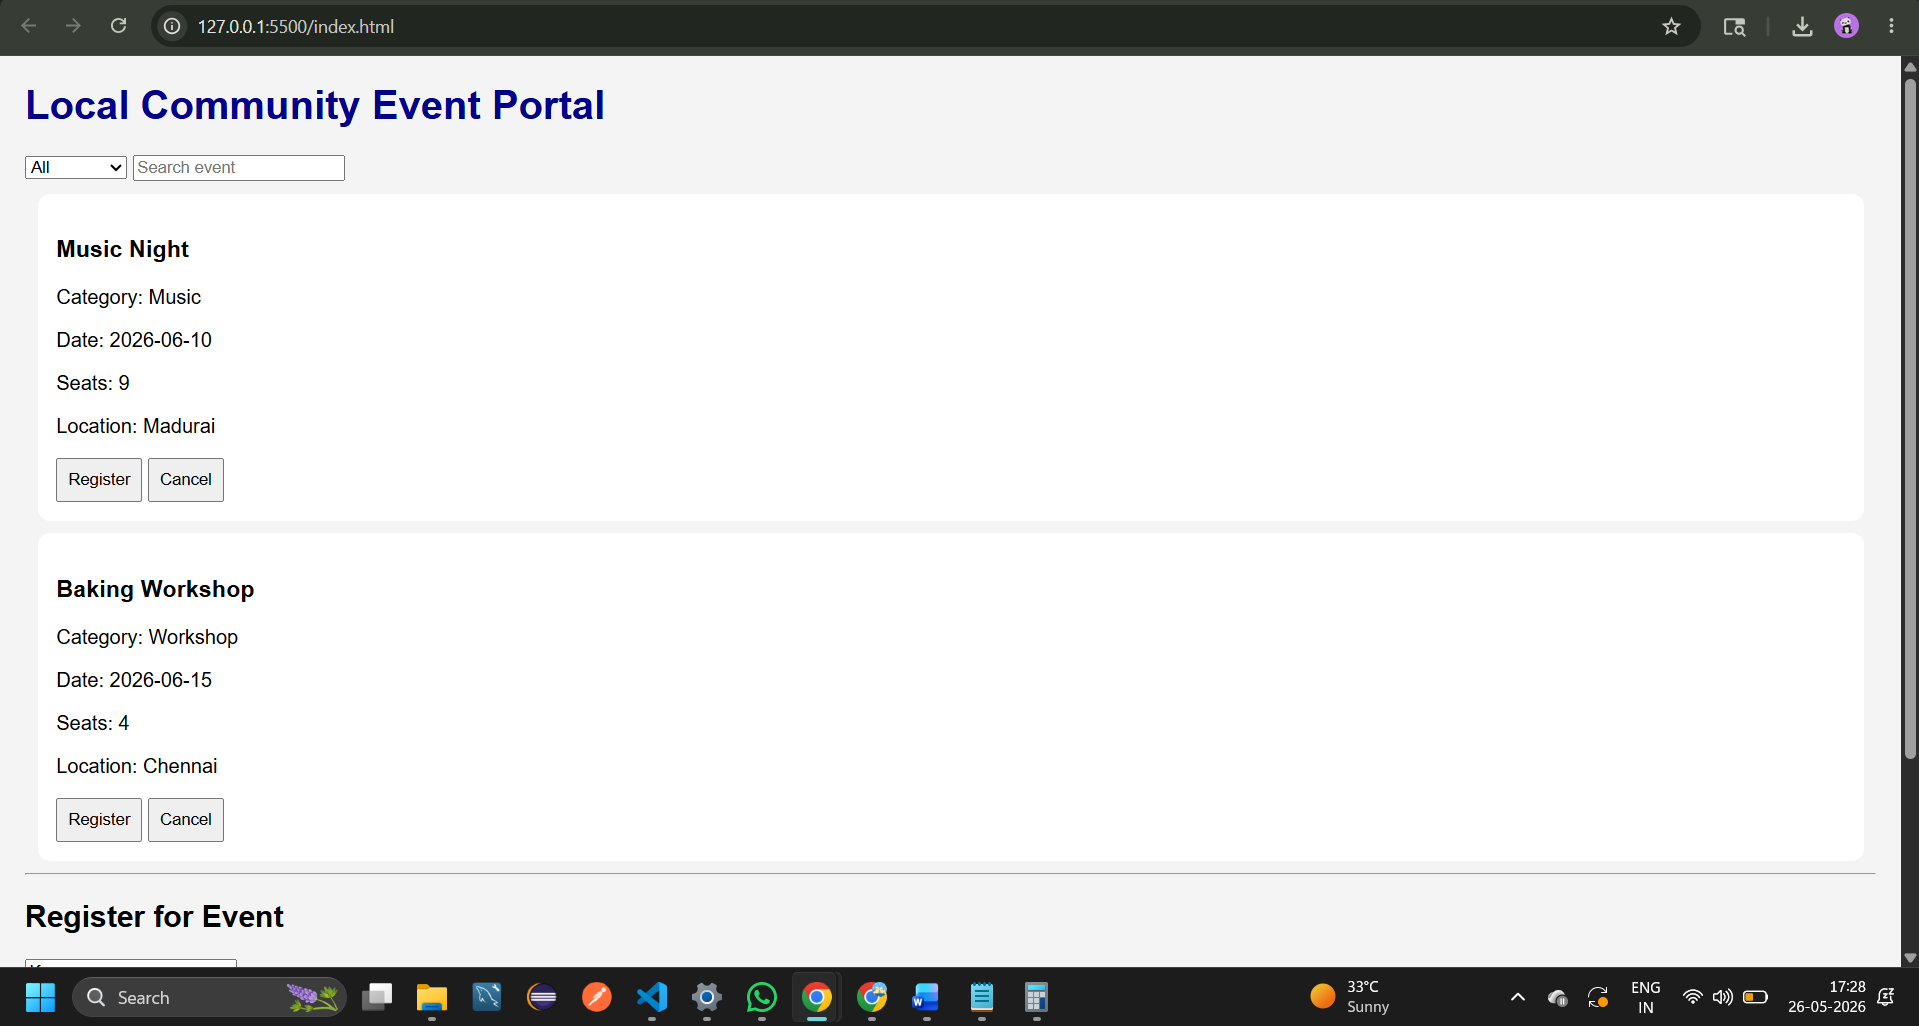 127.0.0.1:5500/index.html
Local Community Event Portal
All Search event
Music Night
Category: Music
Date: 2026-06-10
Seats: 9
Location: Madurai
Register Cancel
Baking Workshop
Category: Workshop
Date: 2026-06-15
Seats: 4
Location: Chennai
Register Cancel
Register for Event
Search
33°C
Sunny
ENG
IN
17:28
26-05-2026